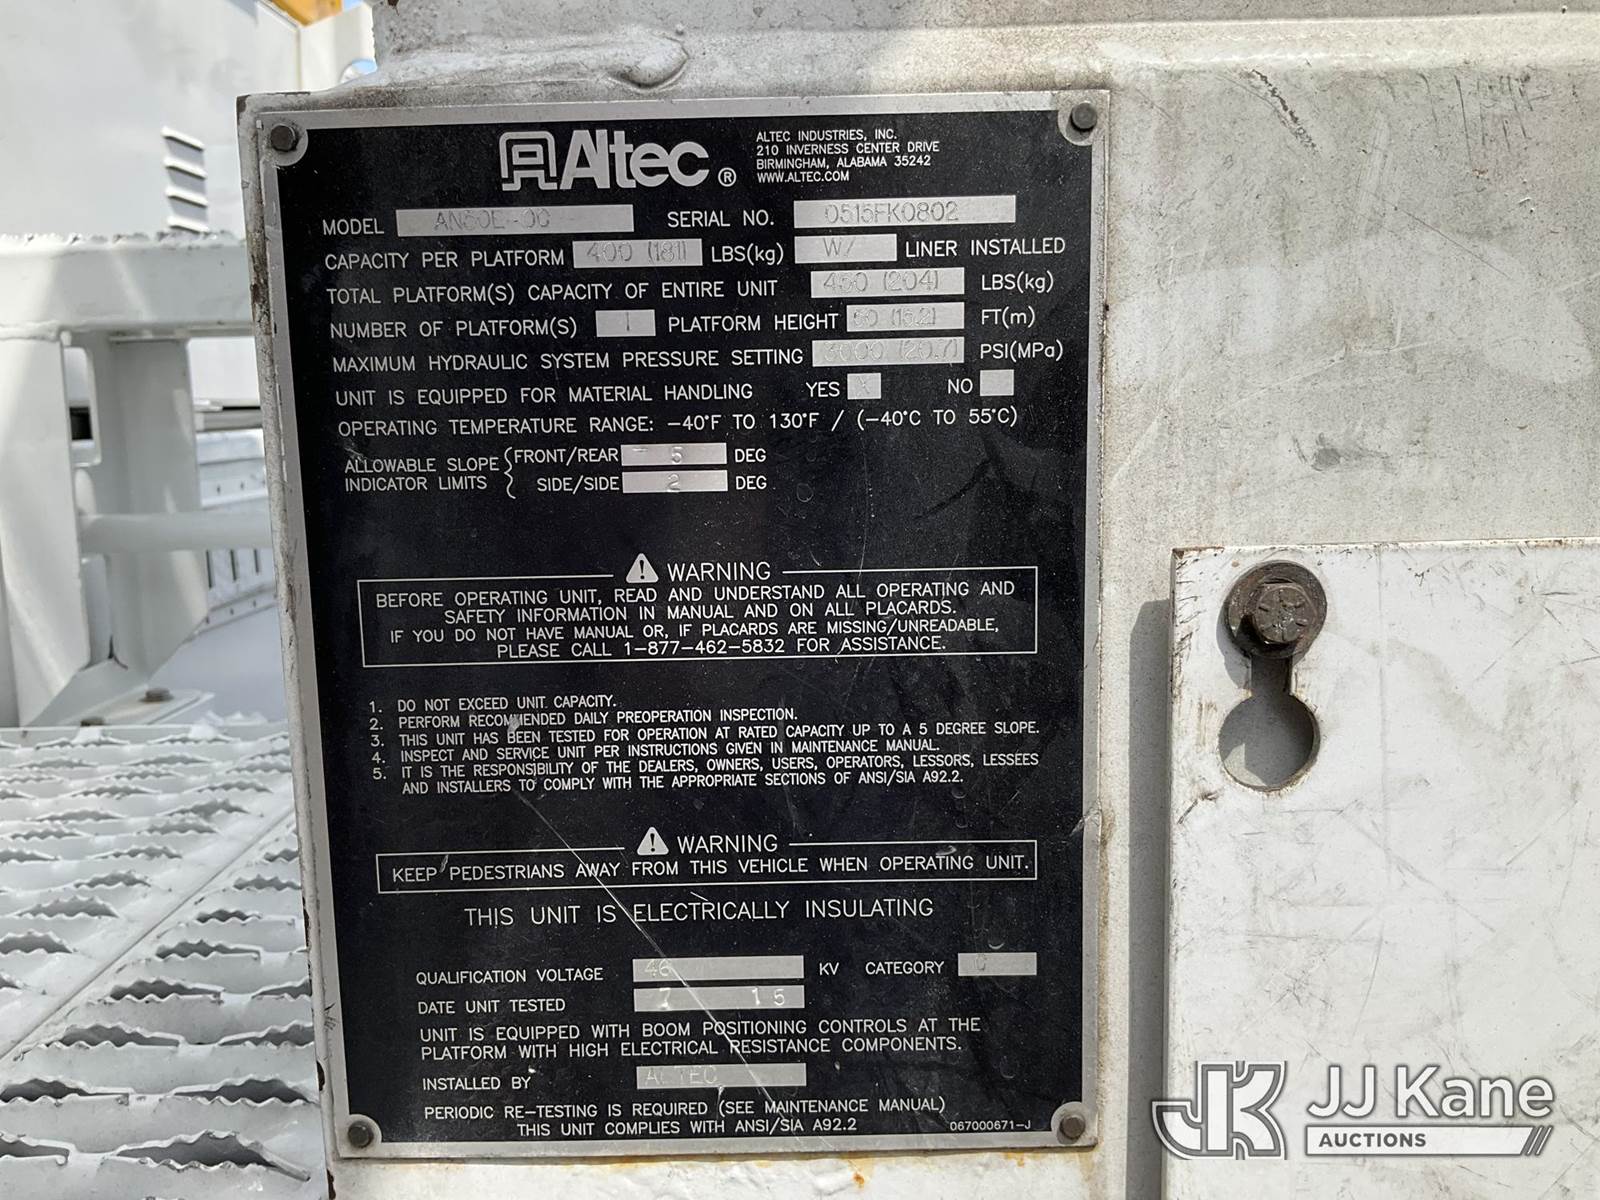 Altec®
ALTEC INDUSTRIES, INC.
210 INVERNESS CENTER DRIVE
BIRMINGHAM, ALABAMA 35242
WWW.ALTEC.COM
MODEL AN50E-OC SERIAL NO. 0515FK0802
CAPACITY PER PLATFORM 400 (181) LBS(kg) W/ LINER INSTALLED
TOTAL PLATFORM(S) CAPACITY OF ENTIRE UNIT 450 (204) LBS(kg)
NUMBER OF PLATFORM(S) 1 PLATFORM HEIGHT 50 (15.2) FT(m)
MAXIMUM HYDRAULIC SYSTEM PRESSURE SETTING 3000 (20.7) PSI(MPa)
UNIT IS EQUIPPED FOR MATERIAL HANDLING YES X NO
OPERATING TEMPERATURE RANGE: -40°F TO 130°F / (-40°C TO 55°C)
ALLOWABLE SLOPE INDICATOR LIMITS FRONT/REAR 5 DEG
SIDE/SIDE 2 DEG
WARNING
BEFORE OPERATING UNIT, READ AND UNDERSTAND ALL OPERATING AND
SAFETY INFORMATION IN MANUAL AND ON ALL PLACARDS.
IF YOU DO NOT HAVE MANUAL OR, IF PLACARDS ARE MISSING/UNREADABLE,
PLEASE CALL 1-877-462-5832 FOR ASSISTANCE.
1. DO NOT EXCEED UNIT CAPACITY.
2. PERFORM RECOMMENDED DAILY PREOPERATION INSPECTION.
3. THIS UNIT HAS BEEN TESTED FOR OPERATION AT RATED CAPACITY UP TO A 5 DEGREE SLOPE.
4. INSPECT AND SERVICE UNIT PER INSTRUCTIONS GIVEN IN MAINTENANCE MANUAL.
5. IT IS THE RESPONSIBILITY OF THE DEALERS, OWNERS, USERS, OPERATORS, LESSORS, LESSEES
AND INSTALLERS TO COMPLY WITH THE APPROPRIATE SECTIONS OF ANSI/SIA A92.2.
WARNING
KEEP PEDESTRIANS AWAY FROM THIS VEHICLE WHEN OPERATING UNIT.
THIS UNIT IS ELECTRICALLY INSULATING
QUALIFICATION VOLTAGE 46 KV CATEGORY C
DATE UNIT TESTED 7 15
UNIT IS EQUIPPED WITH BOOM POSITIONING CONTROLS AT THE
PLATFORM WITH HIGH ELECTRICAL RESISTANCE COMPONENTS.
INSTALLED BY ALTEC
PERIODIC RE-TESTING IS REQUIRED (SEE MAINTENANCE MANUAL)
THIS UNIT COMPLIES WITH ANSI/SIA A92.2 067000671-J
JJ Kane
AUCTIONS